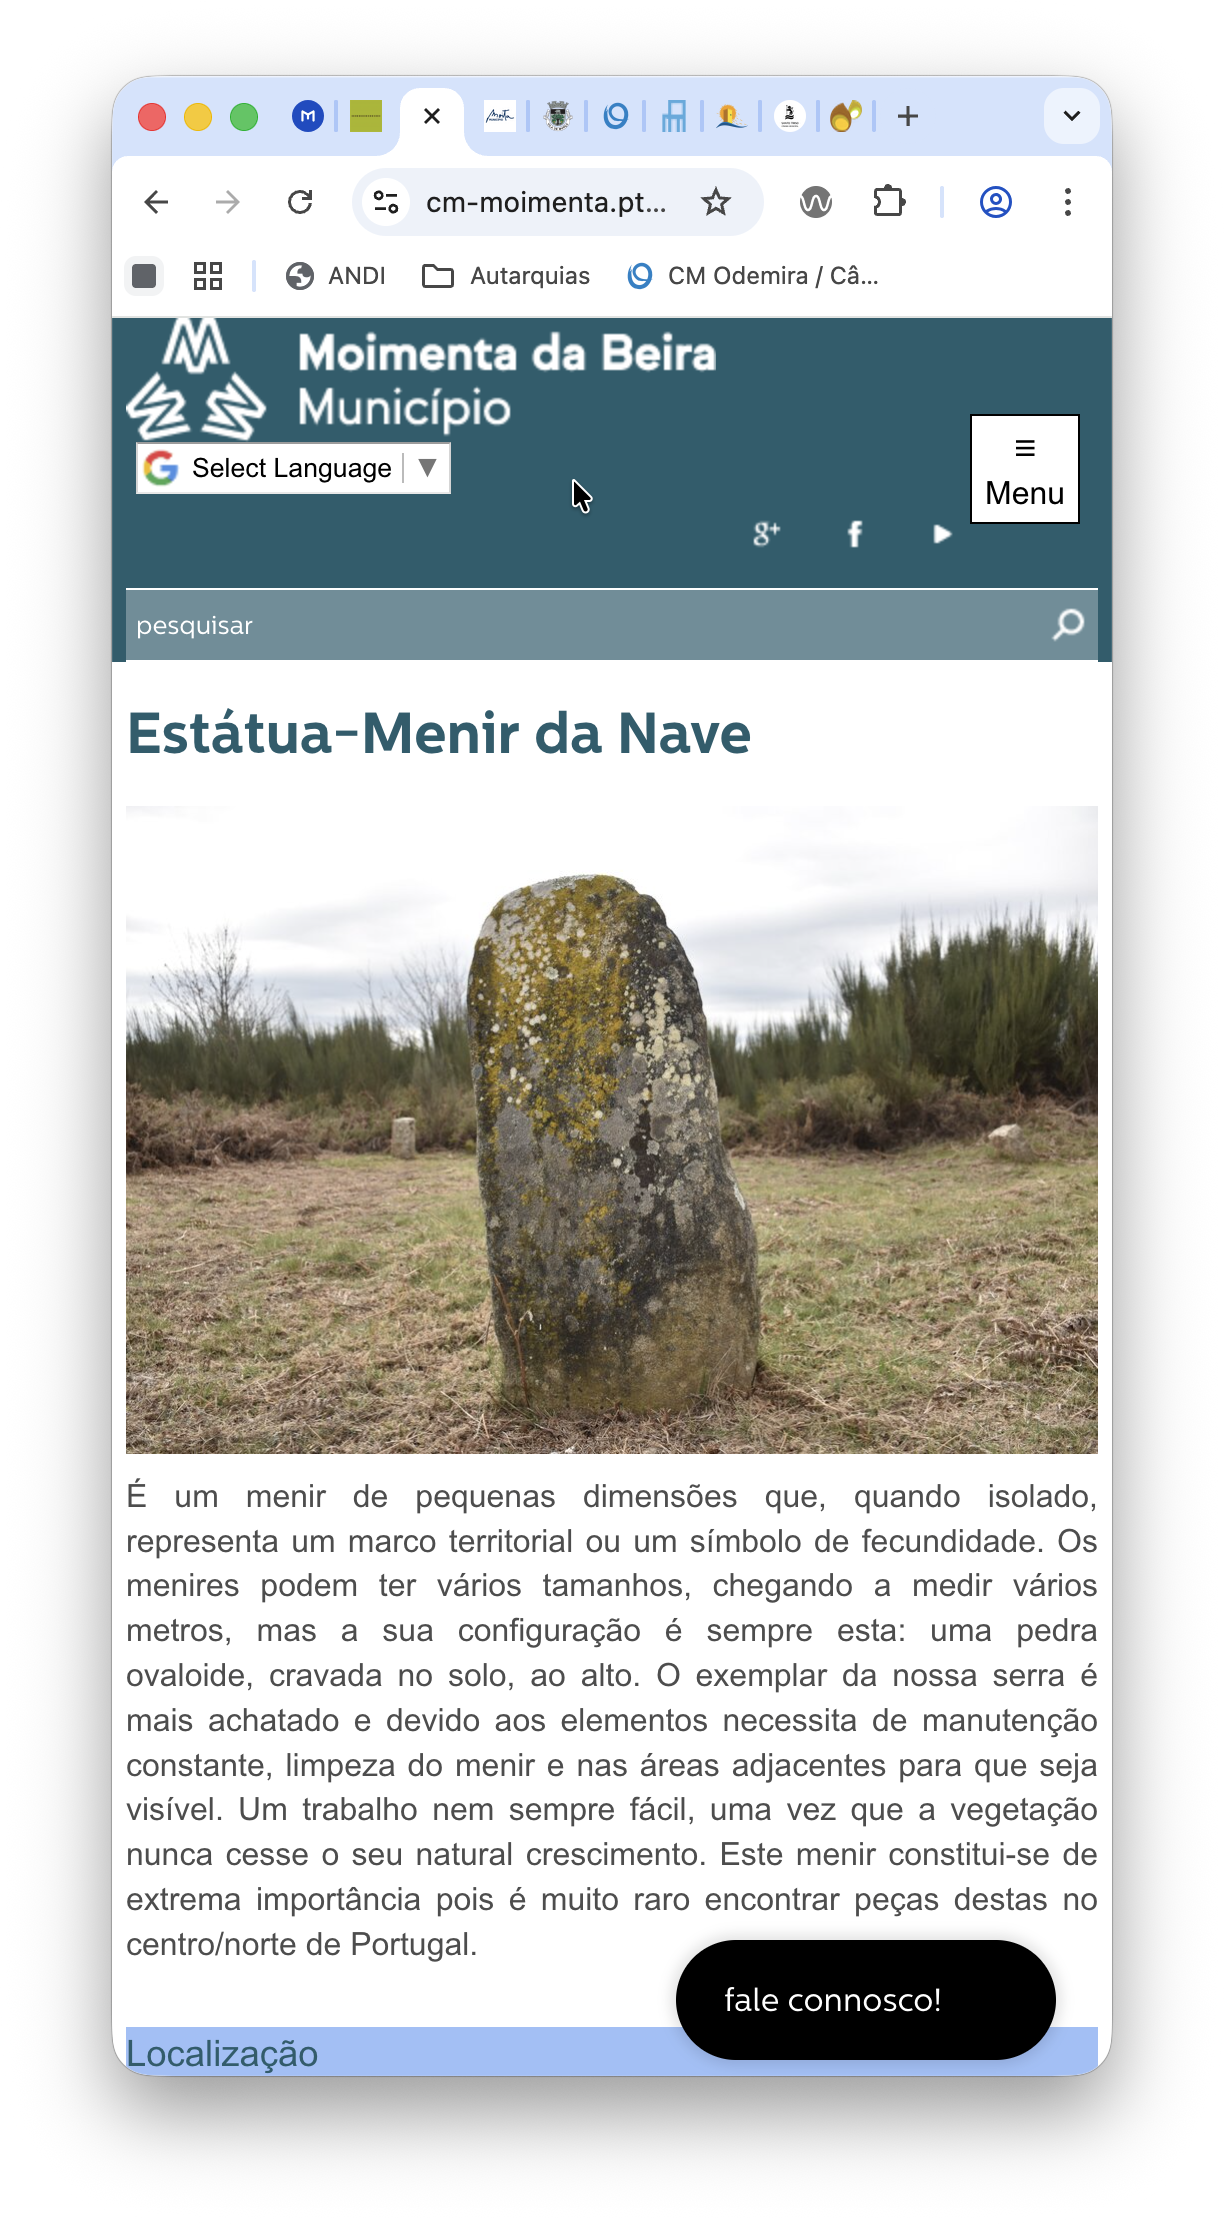 cm-moimenta.pt...
ANDI
Autarquias
CM Odemira / Câ...
Moimenta da Beira
Município
Select Language
Menu
pesquisar
Estátua-Menir da Nave
É um menir de pequenas dimensões que, quando isolado,
representa um marco territorial ou um símbolo de fecundidade. Os
menires podem ter vários tamanhos, chegando a medir vários
metros, mas a sua configuração é sempre esta: uma pedra
ovaloide, cravada no solo, ao alto. O exemplar da nossa serra é
mais achatado e devido aos elementos necessita de manutenção
constante, limpeza do menir e nas áreas adjacentes para que seja
visível. Um trabalho nem sempre fácil, uma vez que a vegetação
nunca cesse o seu natural crescimento. Este menir constitui-se de
extrema importância pois é muito raro encontrar peças destas no
centro/norte de Portugal.
fale connosco!
Localização